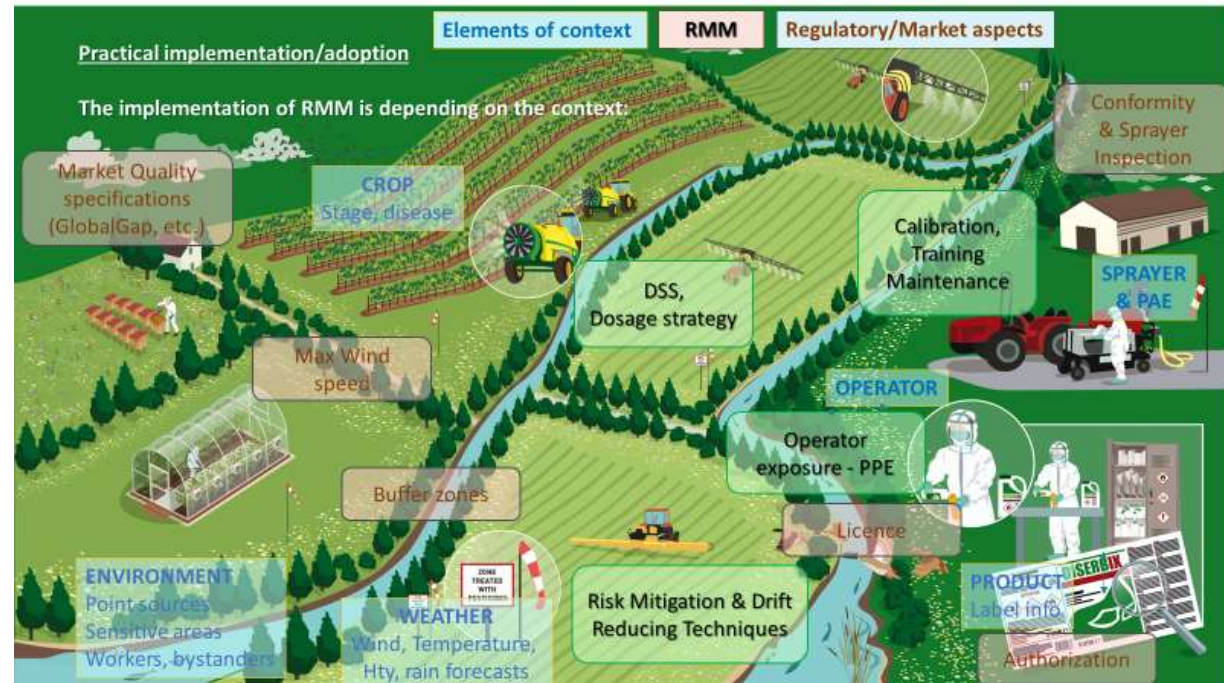 Elements of context
RMM
Regulatory/Market aspects
Practical implementation/adoption
The implementation of RMM is depending on the context:
Conformity
& Sprayer
Inspection
Market Quality
specifications
(GlobalGap, etc.)
CROP
Stage, disease
Calibration,
Training
Maintenance
SPRAYER
& PAE
DSS,
Dosage strategy
Max Wind
speed
OPERATOR
Operator
exposure - PPE
Buffer zones
Licence
ENVIRONMENT
Point sources
Sensitive areas
Workers, bystanders
ZONE
TREATED
WITH
WEATHER
Wind, Temperature,
Hty, rain forecasts
Risk Mitigation & Drift
Reducing Techniques
DiSERBIX
PRODUCT
Label info
Authorization